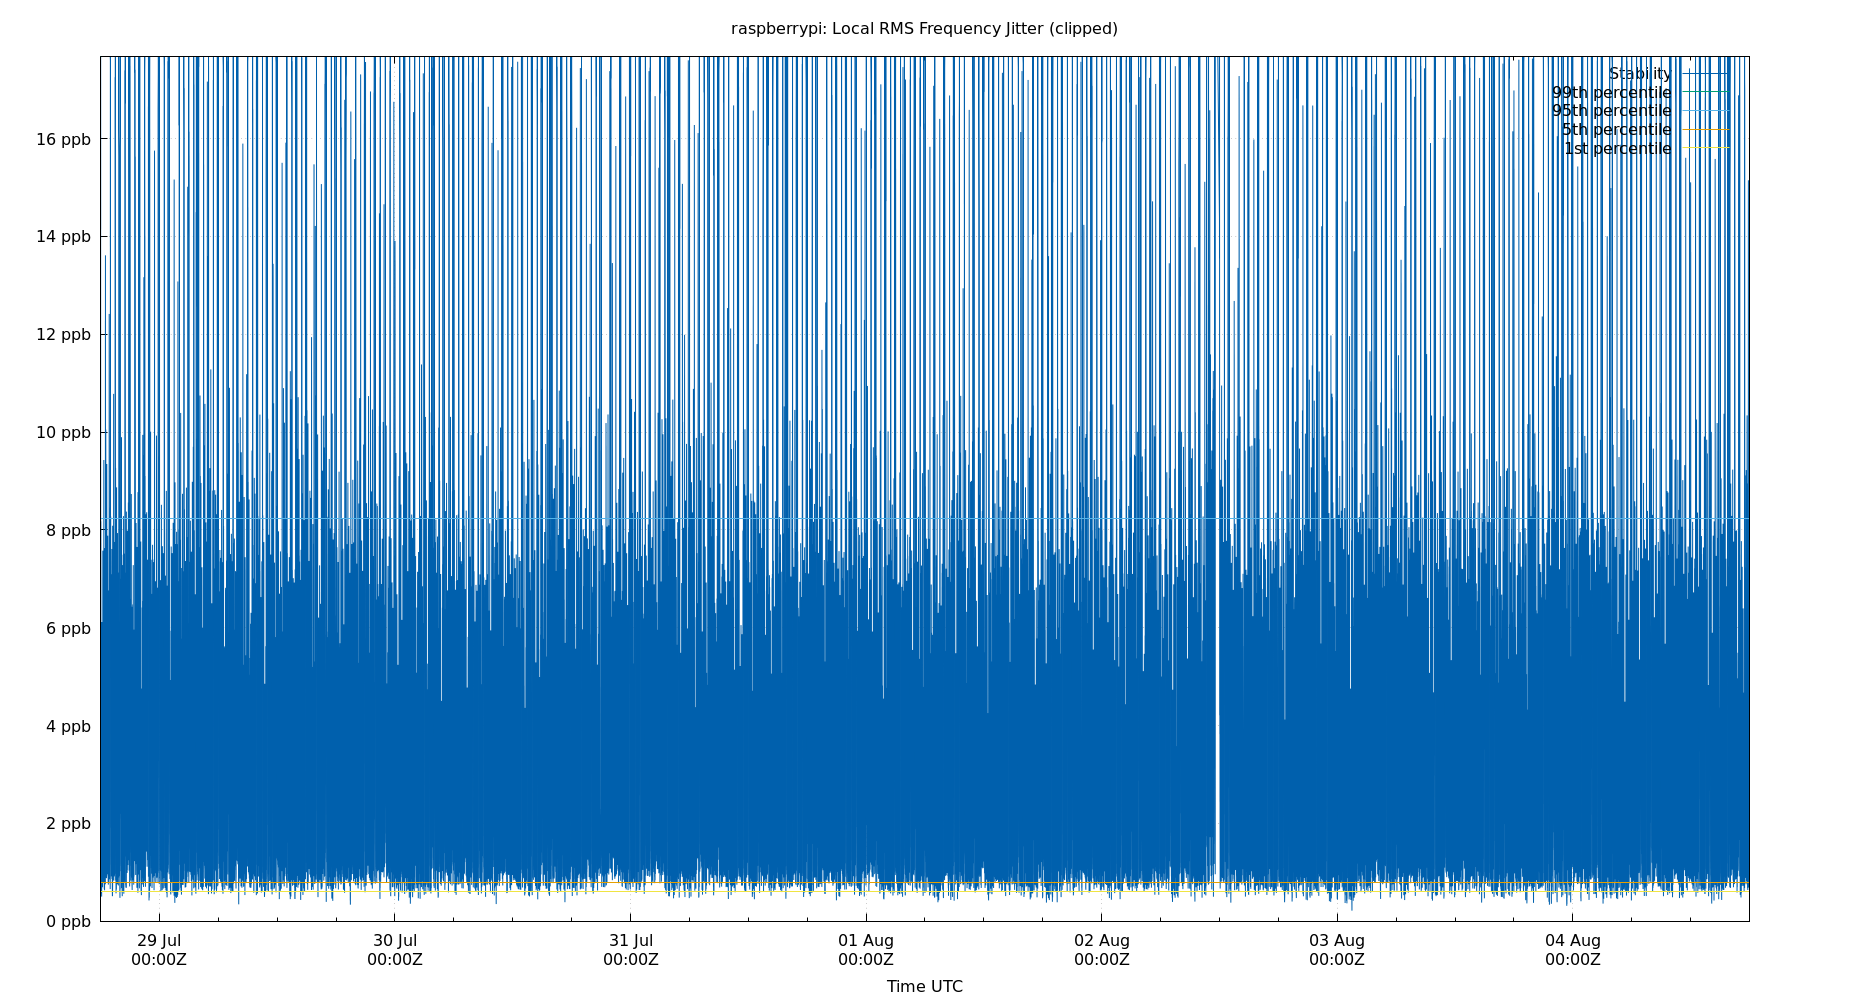 raspberrypi: Local RMS Frequency Jitter (clipped)
Stability
99th percentile
95th percentile
5th percentile
1st percentile
16 ppb
14 ppb
12 ppb
10 ppb
8 ppb
6 ppb
4 ppb
2 ppb
0 ppb
29 Jul
00:00Z
30 Jul
00:00Z
31 Jul
00:00Z
01 Aug
00:00Z
02 Aug
00:00Z
03 Aug
00:00Z
04 Aug
00:00Z
Time UTC